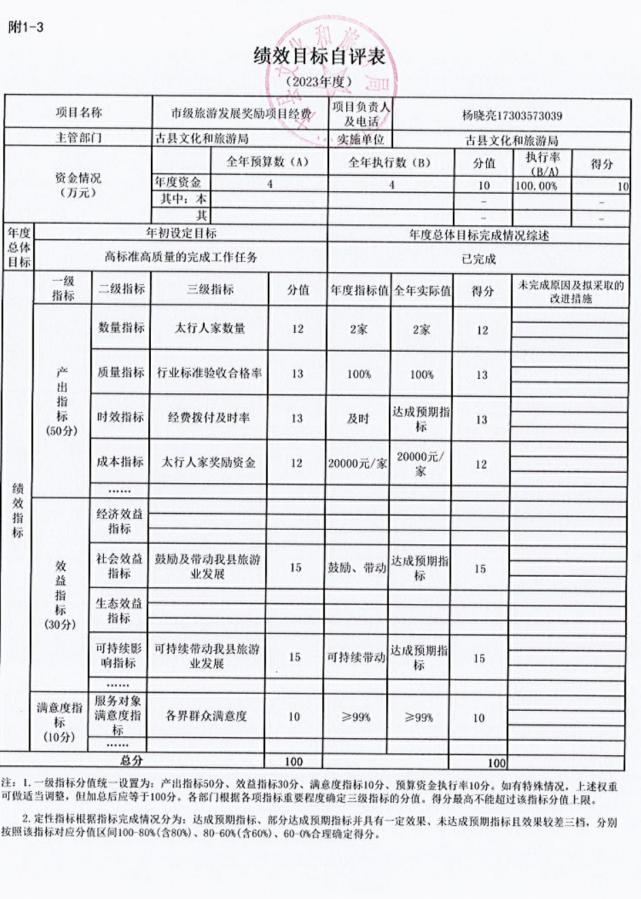 附1-3
绩效目标自评表
（2023年度）
项目名称 市级旅游发展奖励项目经费 项目负责人及电话 杨晓亮17303573039
主管部门 古县文化和旅游局 实施单位 古县文化和旅游局
资金情况（万元） 全年预算数（A） 全年执行数（B） 分值 执行率（B/A） 得分
年度资金 4 4 10 100.00% 10
其中：本 - -
其 - -
年度总体目标 年初设定目标 年度总体目标完成情况综述
高标准高质量的完成工作任务 已完成
绩效指标 一级指标 二级指标 三级指标 分值 年度指标值 全年实际值 得分 未完成原因及拟采取的改进措施
产出指标(50分) 数量指标 太行人家数量 12 2家 2家 12
质量指标 行业标准验收合格率 13 100% 100% 13
时效指标 经费拨付及时率 13 及时 达成预期指标 13
成本指标 太行人家奖励资金 12 20000元/家 20000元/家 12
……
效益指标(30分) 经济效益指标
社会效益指标 鼓励及带动我县旅游业发展 15 鼓励、带动 达成预期指标 15
生态效益指标
可持续影响指标 可持续带动我县旅游业发展 15 可持续带动 达成预期指标 15
……
满意度指标(10分) 服务对象满意度指标 各界群众满意度 10 ≥99% ≥99% 10
……
总分 100 100
注：1.一级指标分值统一设置为：产出指标50分、效益指标30分、满意度指标10分、预算资金执行率10分。如有特殊情况，上述权重
可做适当调整，但加总后应等于100分。各部门根据各项指标重要程度确定三级指标的分值。得分最高不能超过该指标分值上限。
2.定性指标根据指标完成情况分为：达成预期指标、部分达成预期指标并具有一定效果、未达成预期指标且效果较差三档，分别
按照该指标对应分值区间100-80%(含80%)、80-60%(含60%)、60-0%合理确定得分。